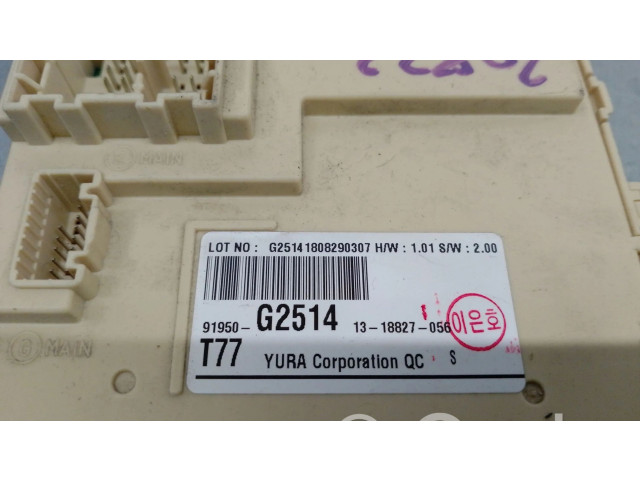 MAIN
LOT NO : G25141808290307 H/W : 1.01 S/W : 2.00
91950-G2514 13-18827-056
이은호
T77 YURA Corporation QC S
MAIN